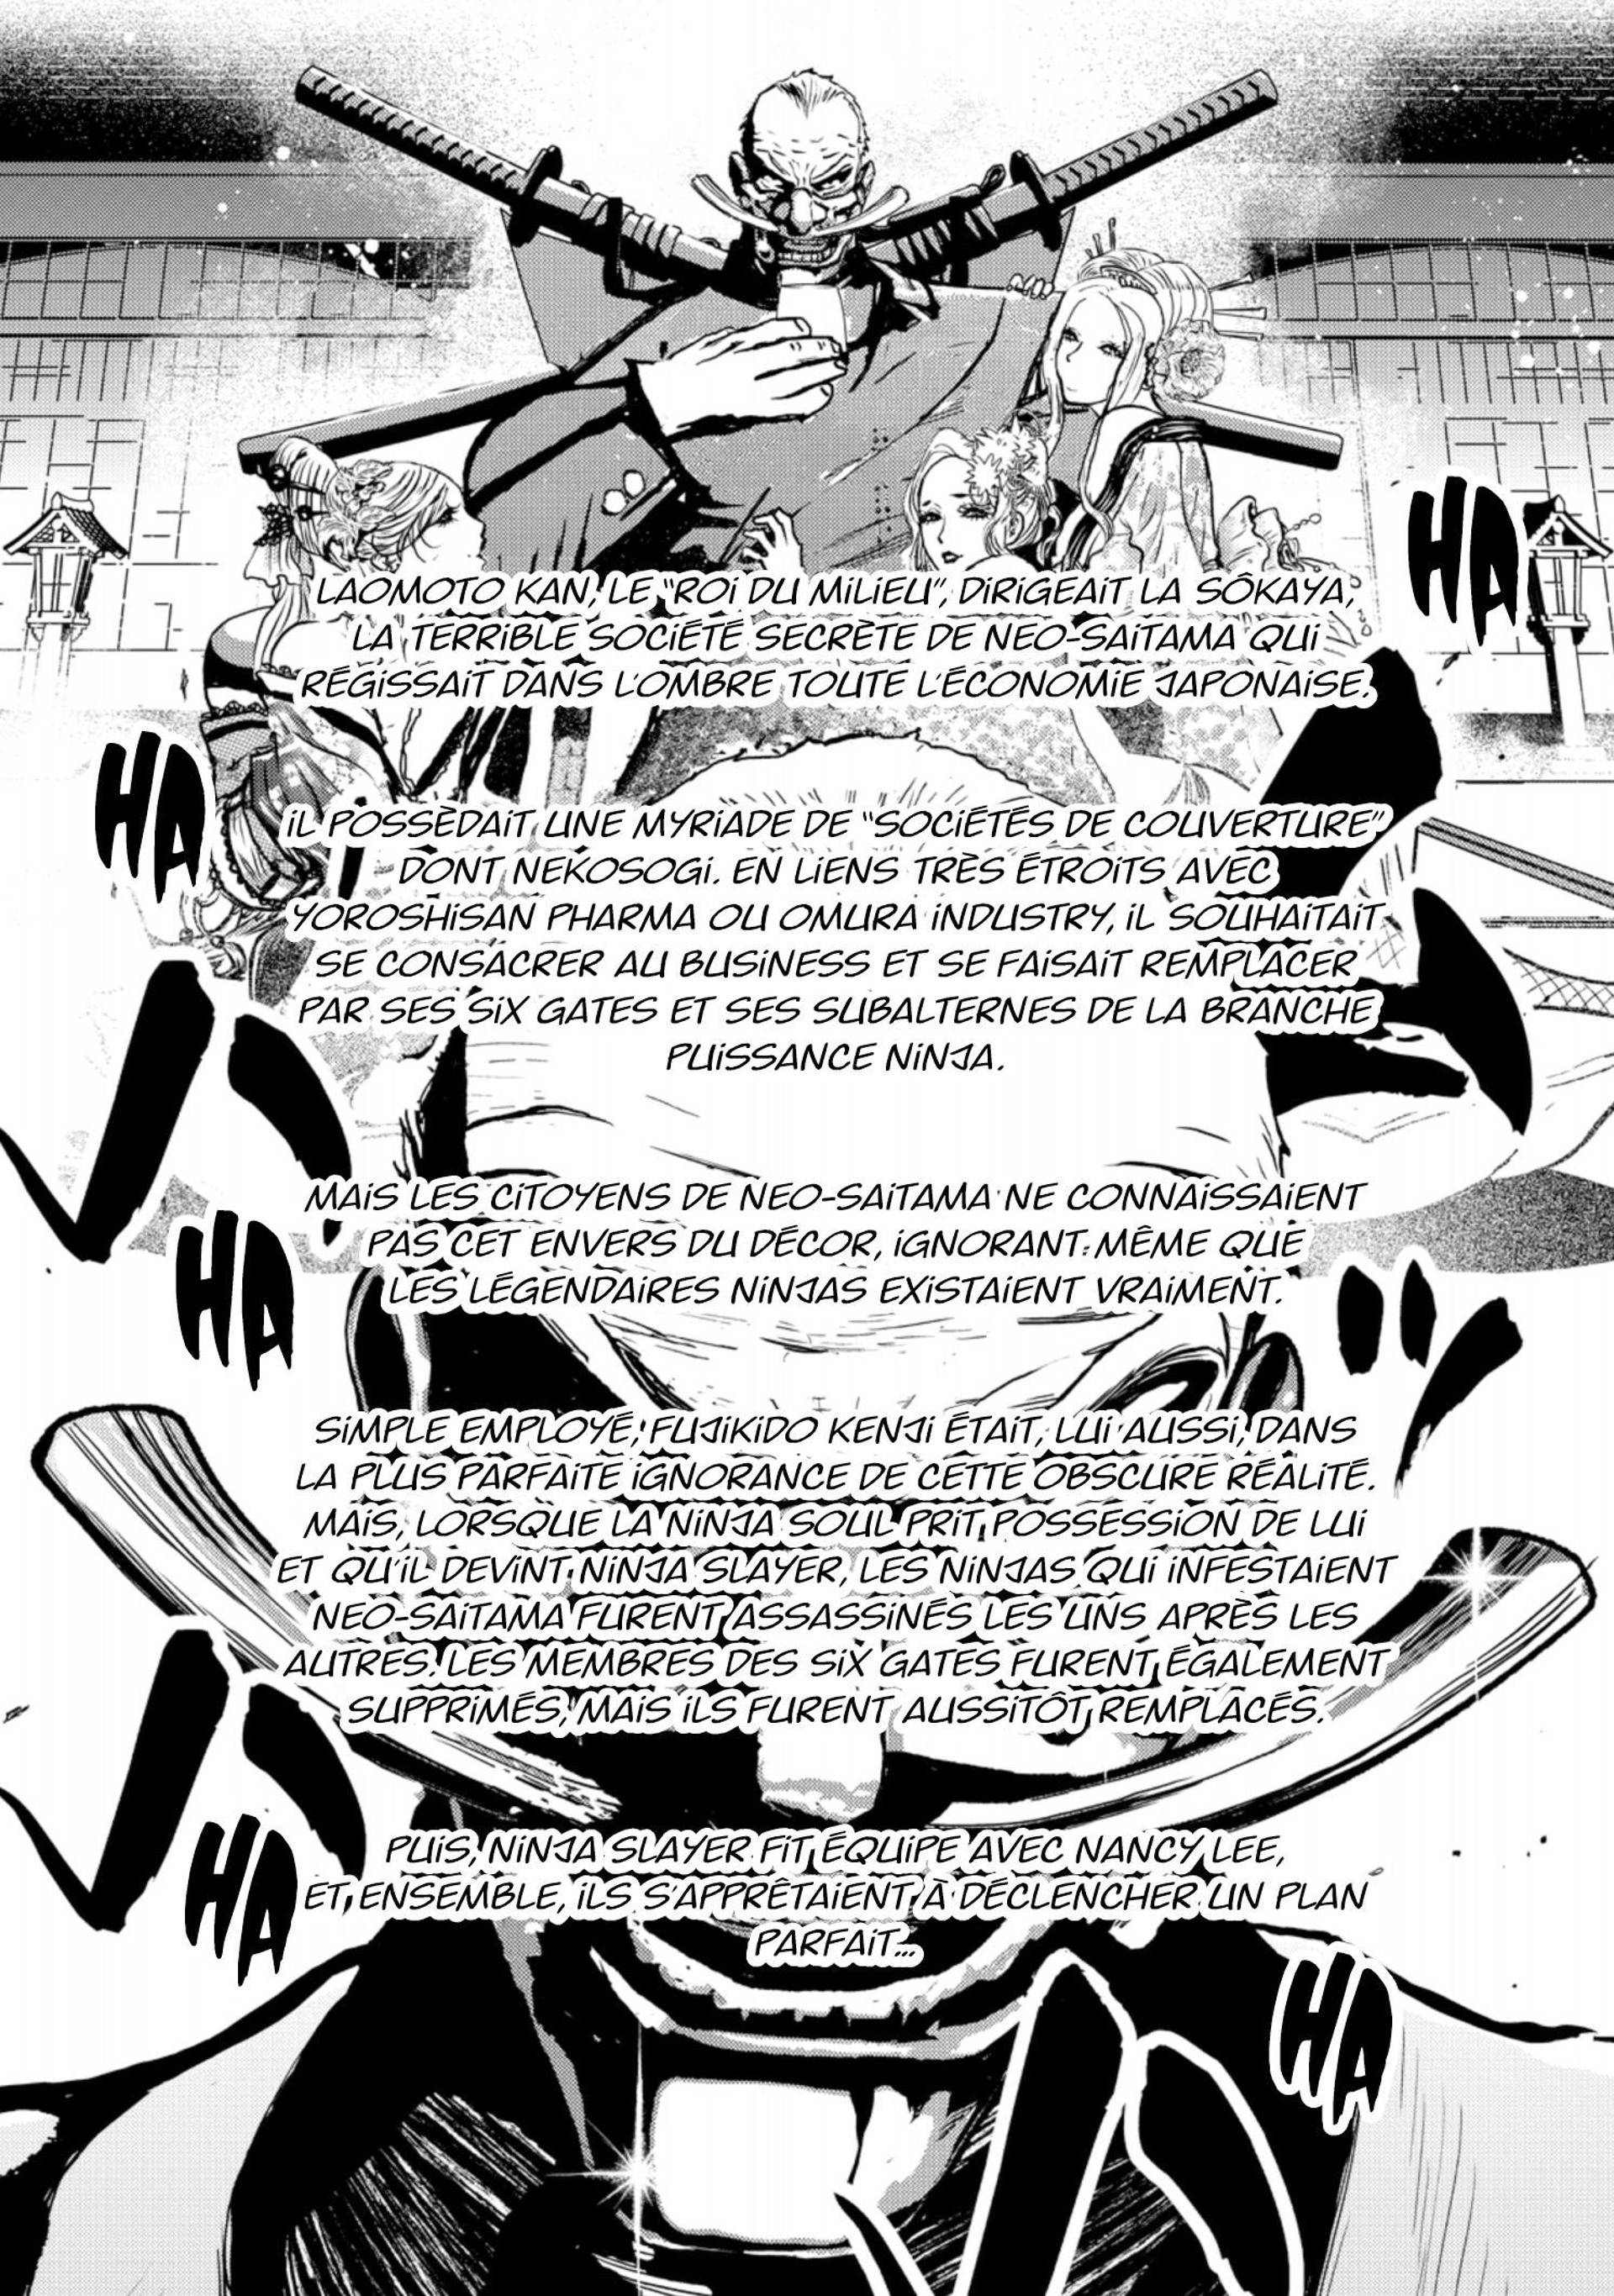 LAOMOTO KAN, LE "ROI DU MILIEU", DIRIGEAIT LA SÔKAYA,
LA TERRIBLE SOCIÉTÉ SECRÈTE DE NEO-SAITAMA QUI
RÉGISSAIT DANS L'OMBRE TOUTE L'ÉCONOMIE JAPONAISE.
HA
HA
IL POSSÈDAIT UNE MYRIADE DE "SOCIÉTÉS DE COUVERTURE"
DONT NEKOSOGI. EN LIENS TRÈS ÉTROITS AVEC
YOROSHISAN PHARMA OU OMURA INDUSTRY, IL SOUHAITAIT
SE CONSACRER AU BUSINESS ET SE FAISAIT REMPLACER
PAR SES SIX GATES ET SES SUBALTERNES DE LA BRANCHE
PUISSANCE NINJA.
MAIS LES CITOYENS DE NEO-SAITAMA NE CONNAISSAIENT
PAS CET ENVERS DU DÉCOR, IGNORANT MÊME QUE
LES LÉGENDAIRES NINJAS EXISTAIENT VRAIMENT.
HA
ハッ
SIMPLE EMPLOYÉ, FUJIKIDO KENJI ÉTAIT, LUI AUSSI, DANS
LA PLUS PARFAITE IGNORANCE DE CETTE OBSCURE RÉALITÉ.
MAIS, LORSQUE LA NINJA SOUL PRIT POSSESSION DE LUI
ET QU'IL DEVINT NINJA SLAYER, LES NINJAS QUI INFESTAIENT
NEO-SAITAMA FURENT ASSASSINÉS LES UNS APRÈS LES
AUTRES. LES MEMBRES DES SIX GATES FURENT ÉGALEMENT
SUPPRIMÉS, MAIS ILS FURENT AUSSITÔT REMPLACÉS.
ハ
HA
PUIS, NINJA SLAYER FIT ÉQUIPE AVEC NANCY LEE,
ET, ENSEMBLE, ILS S'APPRÊTAIENT À DÉCLENCHER UN PLAN
PARFAIT...
HA
ハ